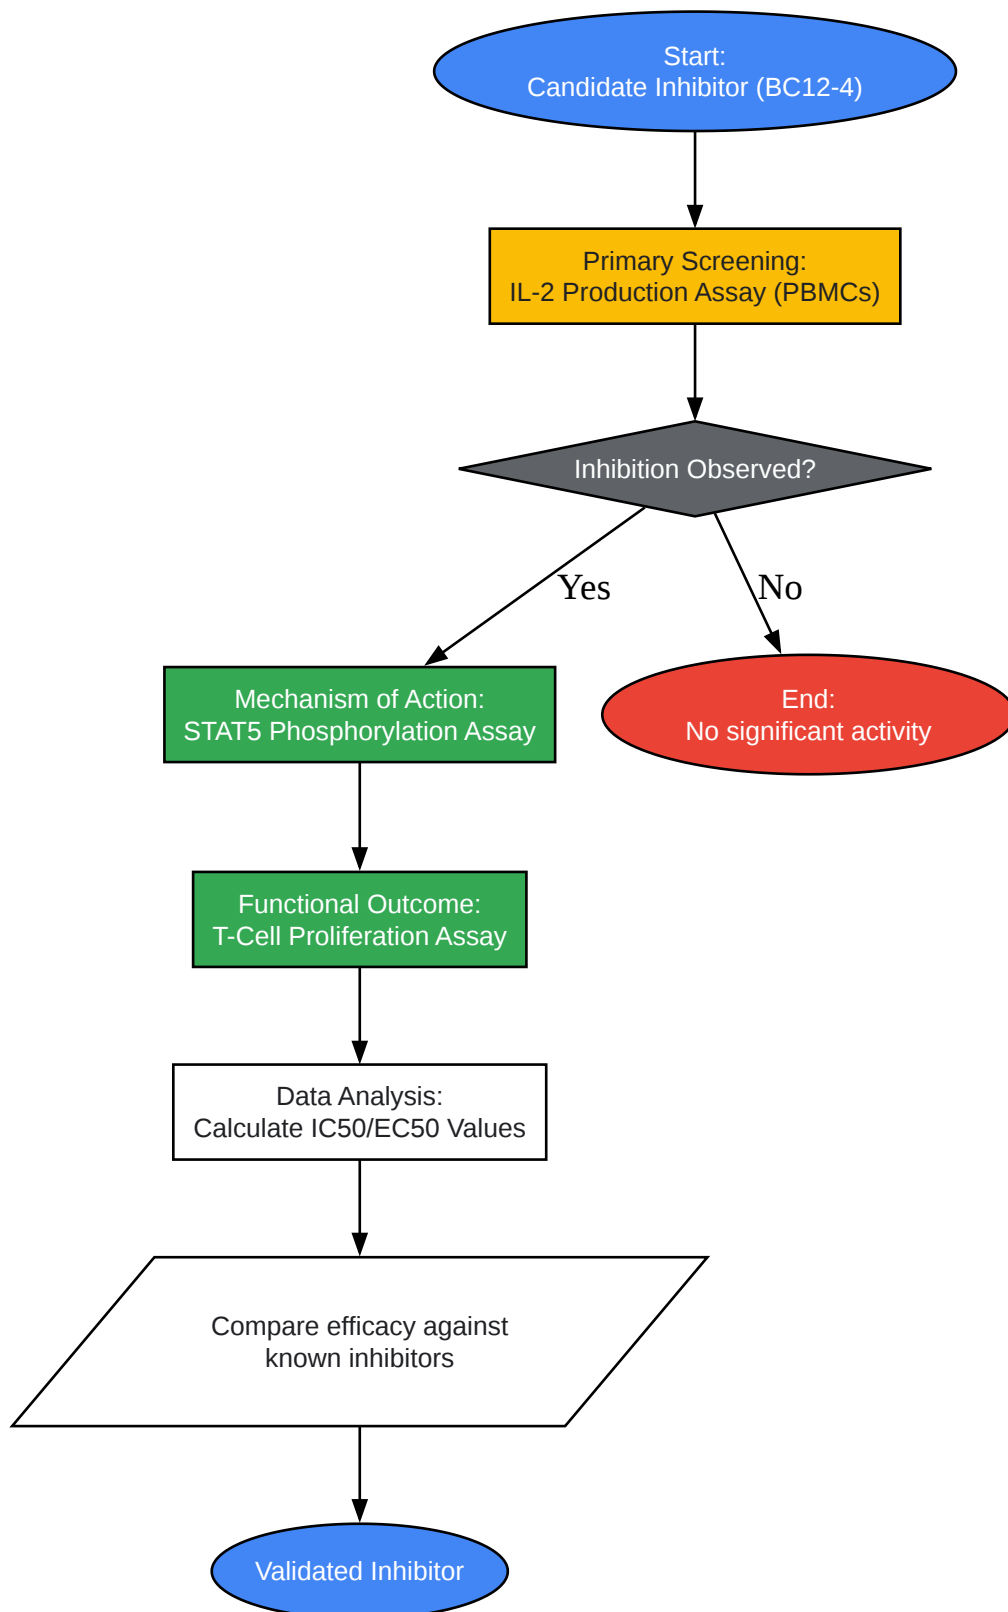 Start:
Candidate Inhibitor (BC12-4)
Primary Screening:
IL-2 Production Assay (PBMCs)
Inhibition Observed?
Yes
No
Mechanism of Action:
STAT5 Phosphorylation Assay
End:
No significant activity
Functional Outcome:
T-Cell Proliferation Assay
Data Analysis:
Calculate IC50/EC50 Values
Compare efficacy against
known inhibitors
Validated Inhibitor